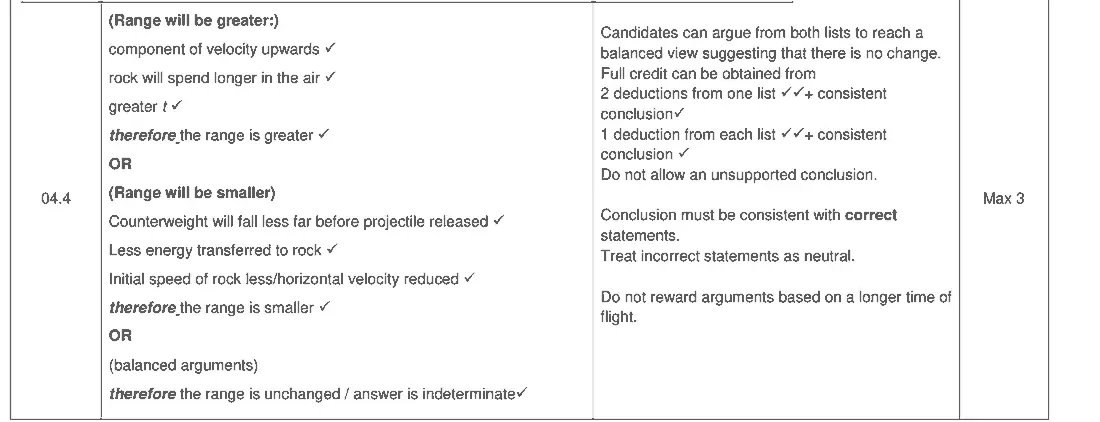 04.4
(Range will be greater:)
component of velocity upwards ✓
rock will spend longer in the air ✓
greater t ✓
therefore the range is greater ✓
OR
(Range will be smaller)
Counterweight will fall less far before projectile released ✓
Less energy transferred to rock ✓
Initial speed of rock less/horizontal velocity reduced ✓
therefore the range is smaller ✓
OR
(balanced arguments)
therefore the range is unchanged / answer is indeterminate✓
Candidates can argue from both lists to reach a
balanced view suggesting that there is no change.
Full credit can be obtained from
2 deductions from one list ✓✓+ consistent
conclusion✓
1 deduction from each list ✓✓+ consistent
conclusion ✓
Do not allow an unsupported conclusion.
Conclusion must be consistent with correct
statements.
Treat incorrect statements as neutral.
Do not reward arguments based on a longer time of
flight.
Max 3